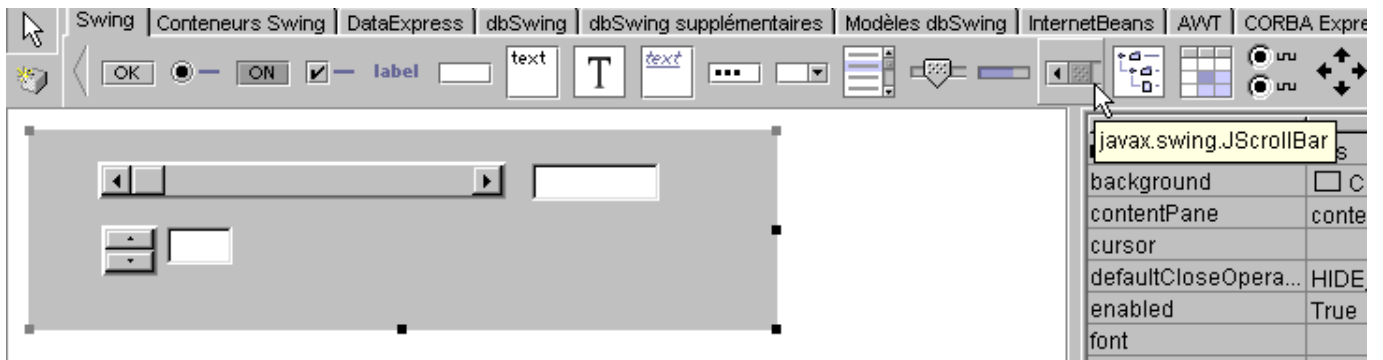 Swing Conteneurs Swing DataExpress dbSwing dbSwing supplémentaires Modèles dbSwing InternetBeans AWT CORBA Expre
OK ON label text T text
javax.swing.JScrollBar s
background C
contentPane conte
cursor
defaultCloseOpera... HIDE_
enabled True
font